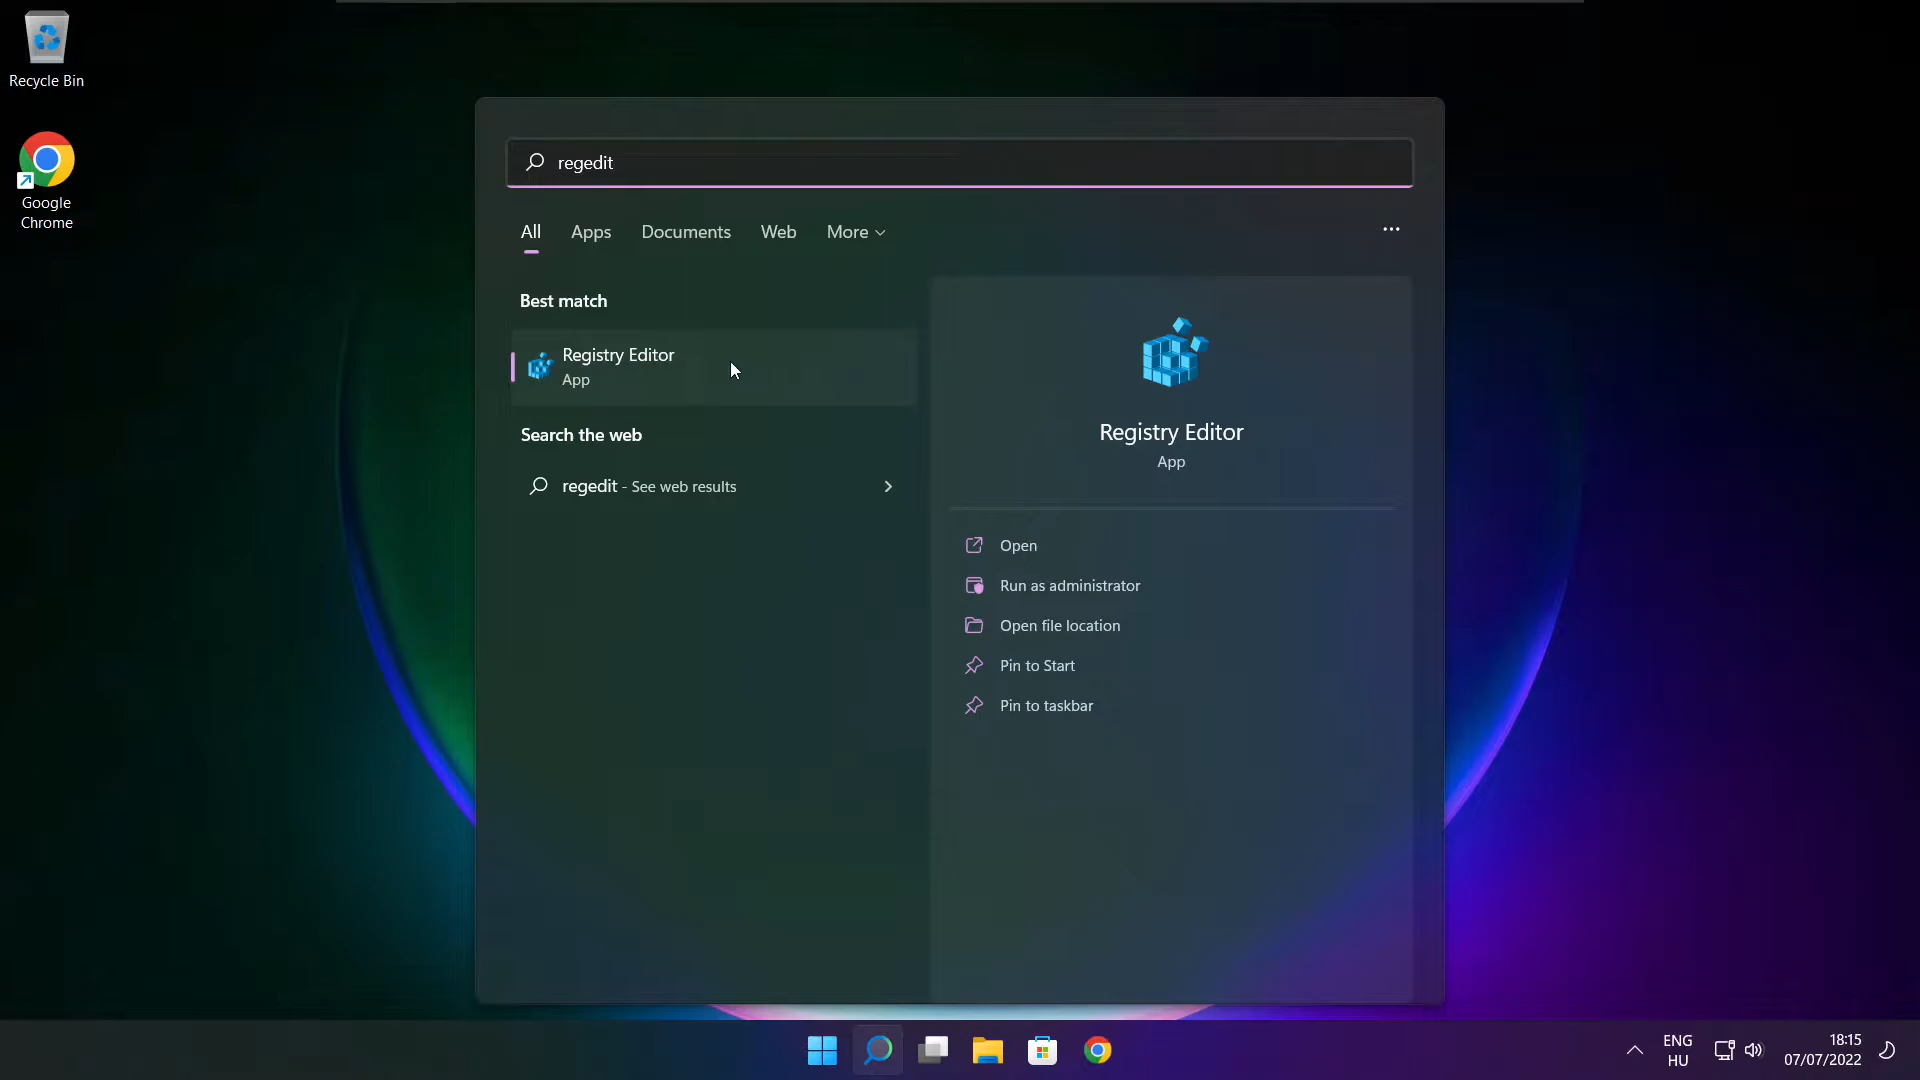 Recycle Bin
Google
Chrome
regedit
All Apps Documents Web More
Best match
Registry Editor
App
Search the web
regedit - See web results
Registry Editor
App
Open
Run as administrator
Open file location
Pin to Start
Pin to taskbar
ENG
HU
18:15
07/07/2022